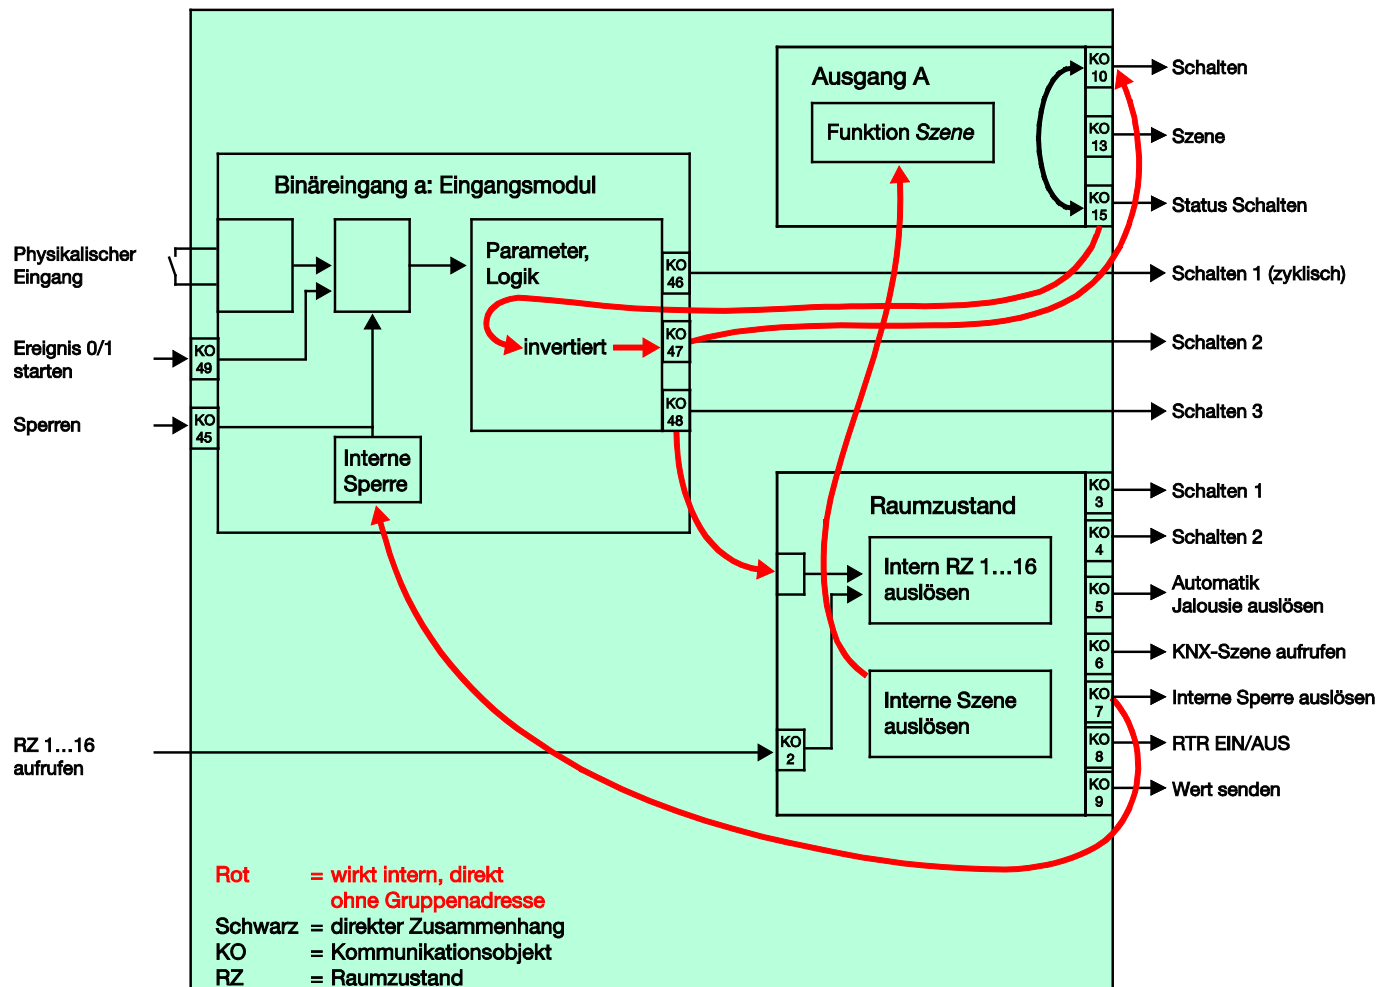 Ausgang A
Funktion Szene
KO
10
Schalten
KO
13
Szene
KO
15
Status Schalten
Binäreingang a: Eingangsmodul
Physikalischer
Eingang
Parameter,
Logik
invertiert
KO
46
Schalten 1 (zyklisch)
KO
47
Schalten 2
KO
48
Schalten 3
Ereignis 0/1
starten
KO
49
Sperren
KO
45
Interne
Sperre
Raumzustand
Intern RZ 1...16
auslösen
Interne Szene
auslösen
KO
3
Schalten 1
KO
4
Schalten 2
KO
5
Automatik
Jalousie auslösen
KO
6
KNX-Szene aufrufen
KO
7
Interne Sperre auslösen
KO
8
RTR EIN/AUS
KO
9
Wert senden
RZ 1...16
aufrufen
KO
2
Rot = wirkt intern, direkt
ohne Gruppenadresse
Schwarz = direkter Zusammenhang
KO = Kommunikationsobjekt
RZ = Raumzustand